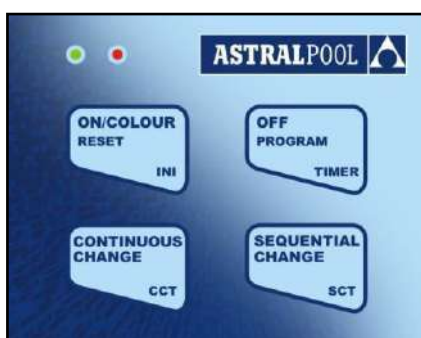 ASTRALPOOL
ON/COLOUR
RESET
INI
OFF
PROGRAM
TIMER
CONTINUOUS
CHANGE
CCT
SEQUENTIAL
CHANGE
SCT